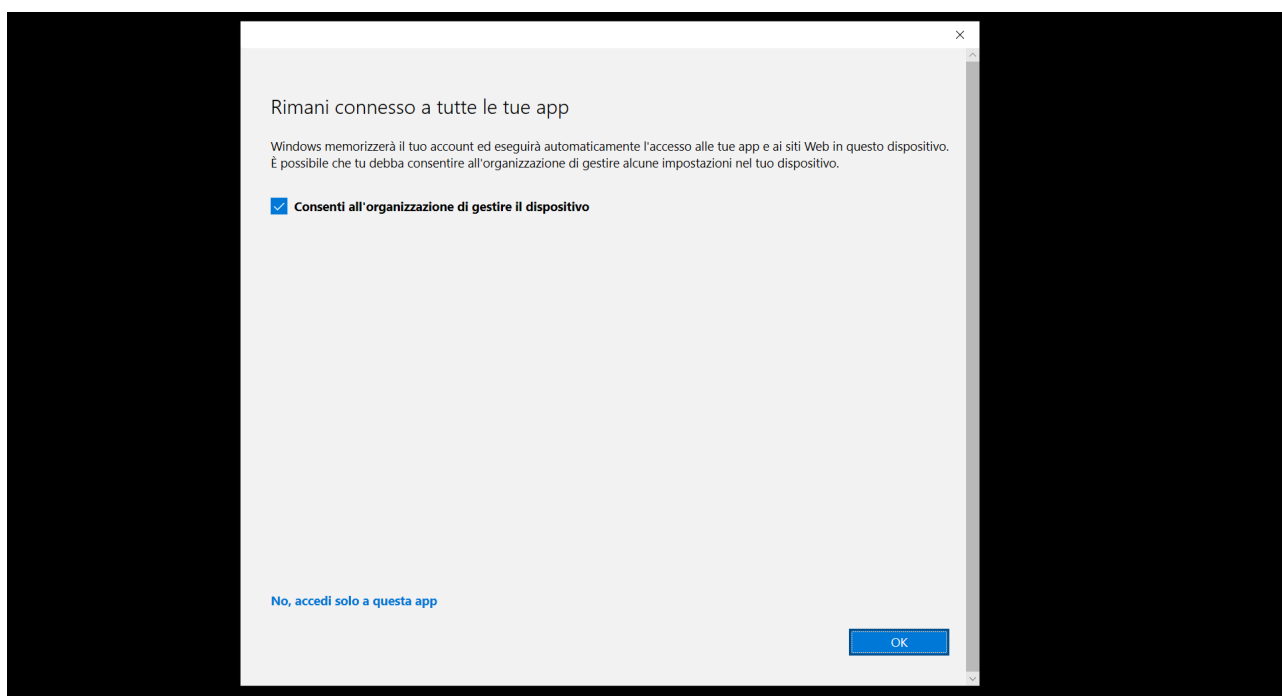 Rimani connesso a tutte le tue app
Windows memorizzerà il tuo account ed eseguirà automaticamente l'accesso alle tue app e ai siti Web in questo dispositivo.
È possibile che tu debba consentire all'organizzazione di gestire alcune impostazioni nel tuo dispositivo.
Consenti all'organizzazione di gestire il dispositivo
No, accedi solo a questa app
OK